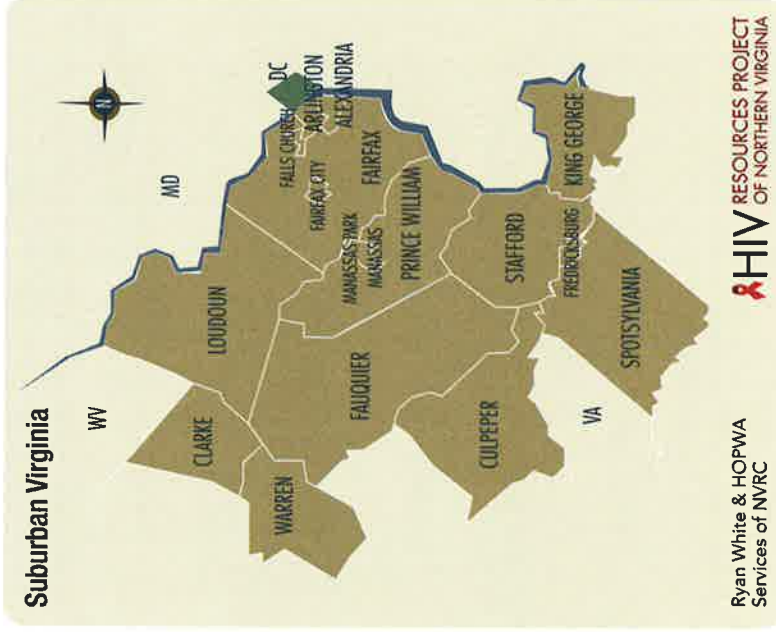 Suburban Virginia
N
WV
MD
DC
LOUDOUN
CLARKE
WARREN
FALLS CHURCH
ARLINGTON
ALEXANDRIA
FAIRFAX CITY
FAIRFAX
MANASSAS PARK
MANASSAS
PRINCE WILLIAM
FAUQUIER
CULPEPER
STAFFORD
FREDRICKSBURG
KING GEORGE
SPOTSYLVANIA
VA
Ryan White & HOPWA
Services of NVRC
HIV RESOURCES PROJECT
OF NORTHERN VIRGINIA